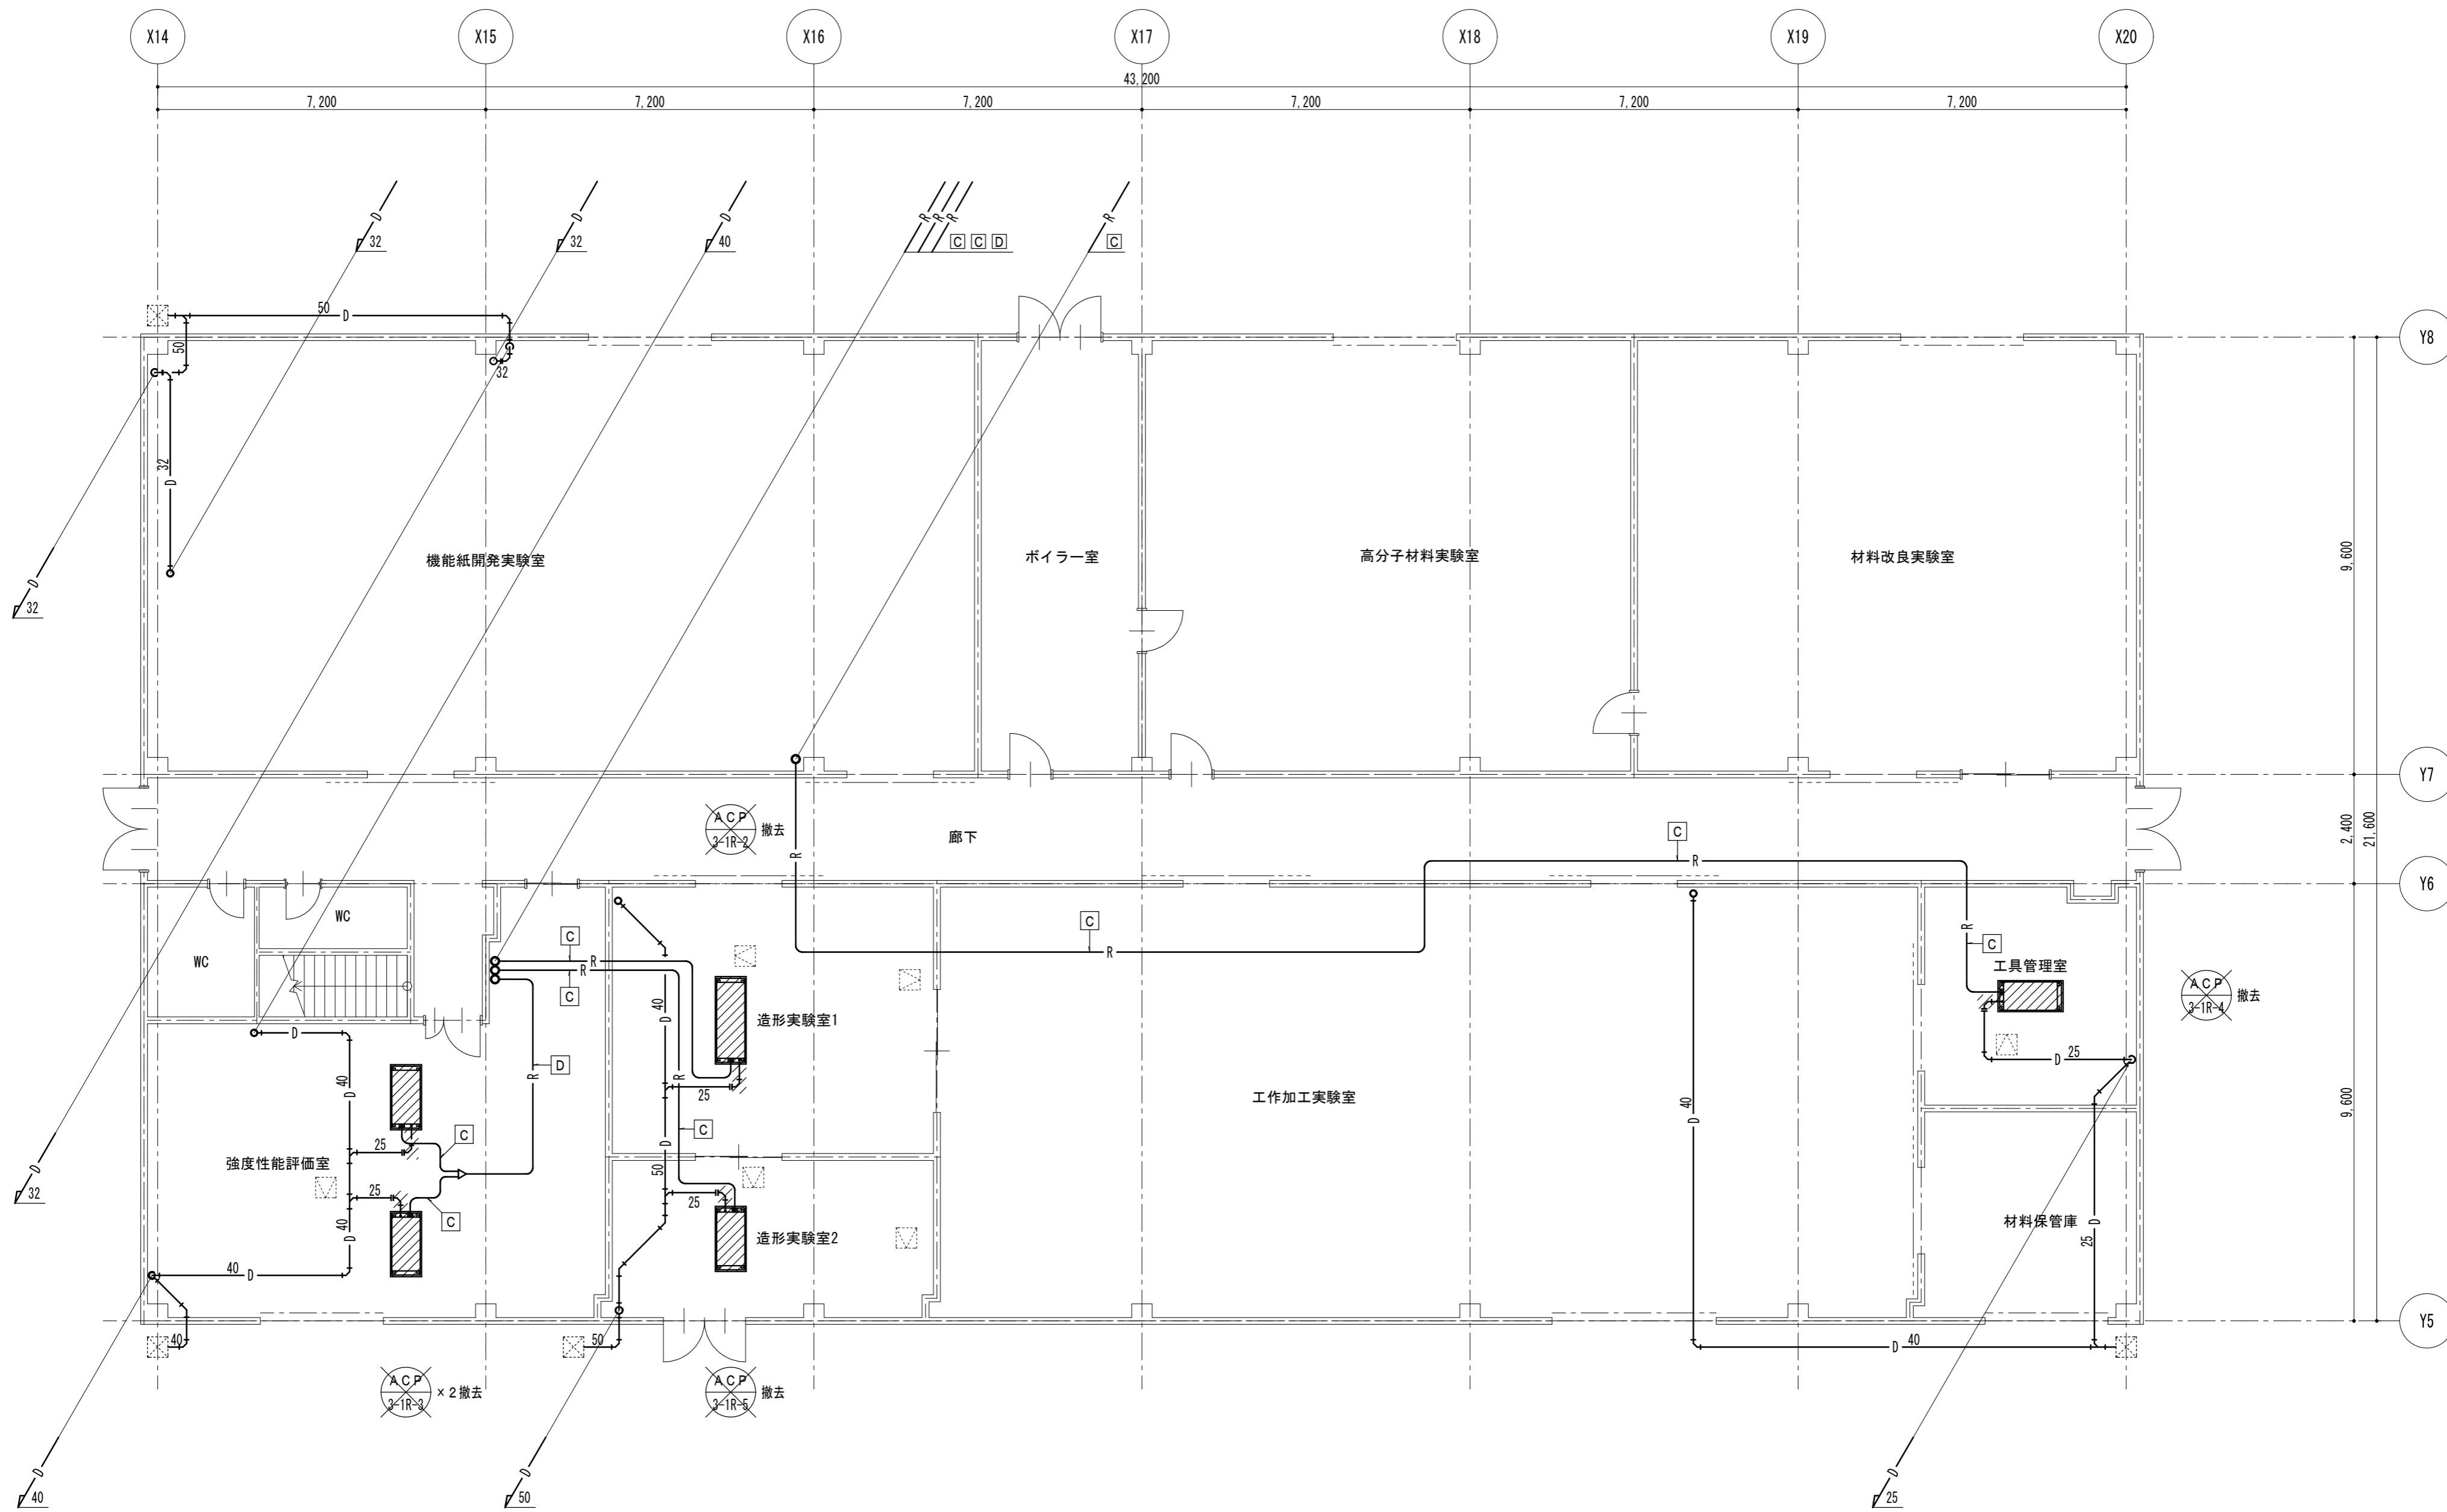 X14
X15
X16
X17
X18
X19
X20
43,200
7,200
7,200
7,200
7,200
7,200
7,200
D
32
D
32
D
40
R
R
R
C C D
R
C
50
D
50
32
Y8
32
D
機能紙開発実験室
ボイラー室
高分子材料実験室
材料改良実験室
9,600
D
32
Y7
ACP
3-1R-2
撤去
廊下
R
C
R
2,400
21,600
Y6
WC
WC
C
R
R
C
C
R
R
C
工具管理室
ACP
3-1R-4
撤去
40
D
造形実験室1
D
D
R
D
R
25
D 25
40
D
40
D
工作加工実験室
9,600
C
25
D
C
強度性能評価室
50
D
32
25
25
C
40
D
造形実験室2
材料保管庫
D
25
40 D
40
50
D 40
Y5
ACP
3-1R-3
×2撤去
ACP
3-1R-5
撤去
D
40
D
50
D
25